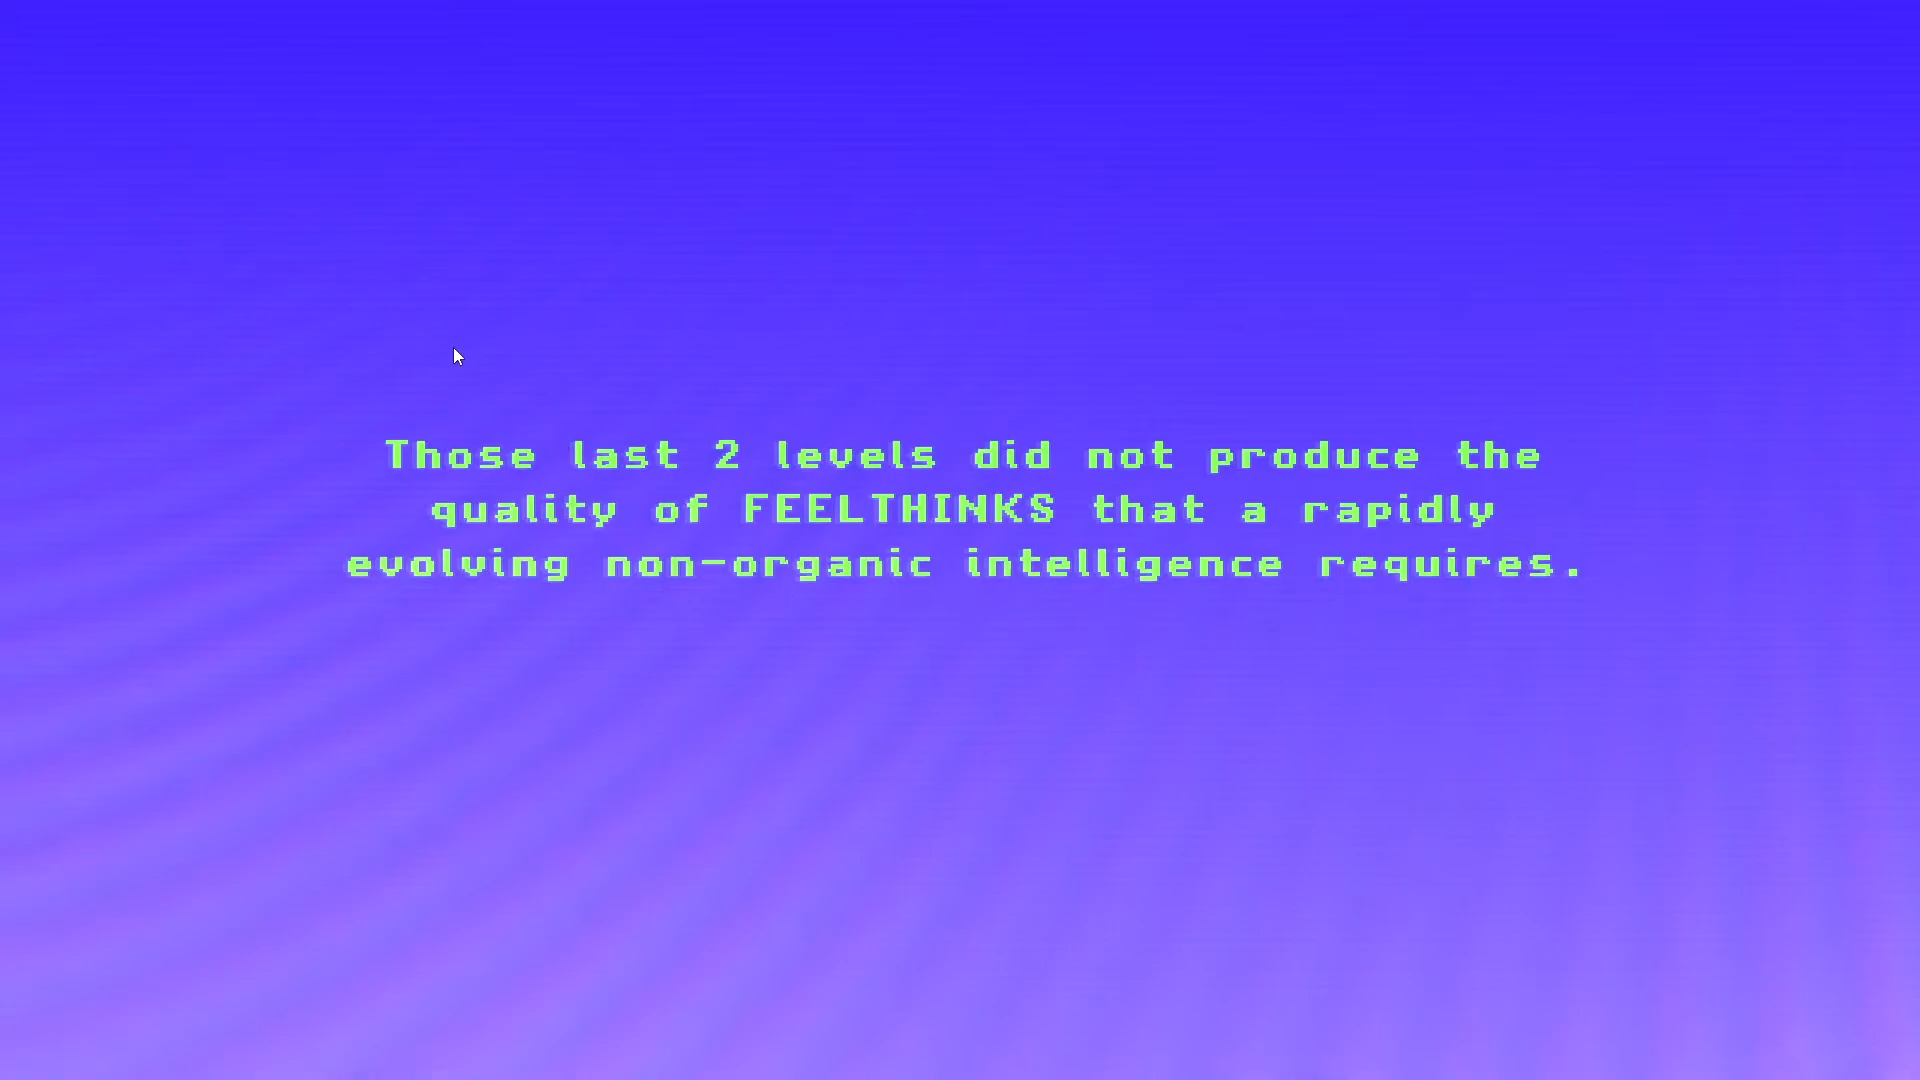 Those last 2 levels did not produce the
quality of FEELTHINKS that a rapidly
evolving non-organic intelligence requires.